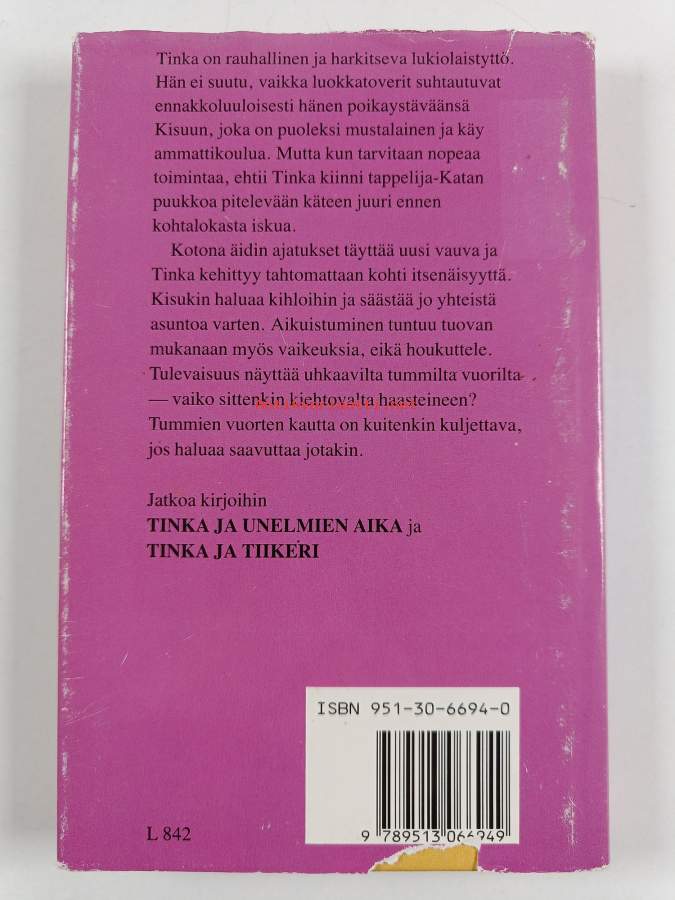 Tinka on rauhallinen ja harkitseva lukiolaistyttö.
Hän ei suutu, vaikka luokkatoverit suhtautuvat
ennakkoluuloisesti hänen poikaystäväänsä
Kisuun, joka on puoleksi mustalainen ja käy
ammattikoulua. Mutta kun tarvitaan nopeaa
toimintaa, ehtii Tinka kiinni tappelija-Katan
puukkoa pitelevään käteen juuri ennen
kohtalokasta iskua.
Kotona äidin ajatukset täyttää uusi vauva ja
Tinka kehittyy tahtomattaan kohti itsenäisyyttä.
Kisukin haluaa kihloihin ja säästää jo yhteistä
asuntoa varten. Aikuistuminen tuntuu tuovan
mukanaan myös vaikeuksia, eikä houkuttele.
Tulevaisuus näyttää uhkaavilta tummilta vuorilta
— vaiko sittenkin kiehtovalta haasteineen?
Tummien vuorten kautta on kuitenkin kuljettava,
jos haluaa saavuttaa jotakin.
Jatkoa kirjoihin
TINKA JA UNELMIEN AIKA ja
TINKA JA TIIKERI
ISBN 951-30-6694-0
9 789513 066949
L 842